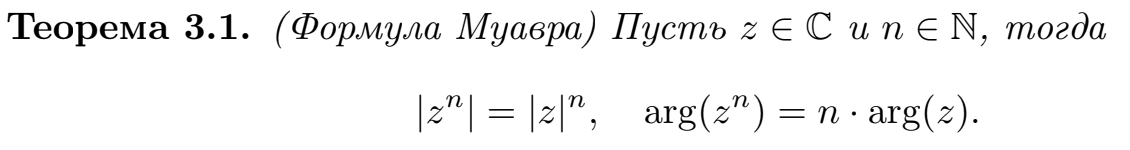 Теорема 3.1. (Формула Муавра) Пусть z ∈ ℂ и n ∈ ℕ, тогда
|zⁿ| = |z|ⁿ, arg(zⁿ) = n · arg(z).